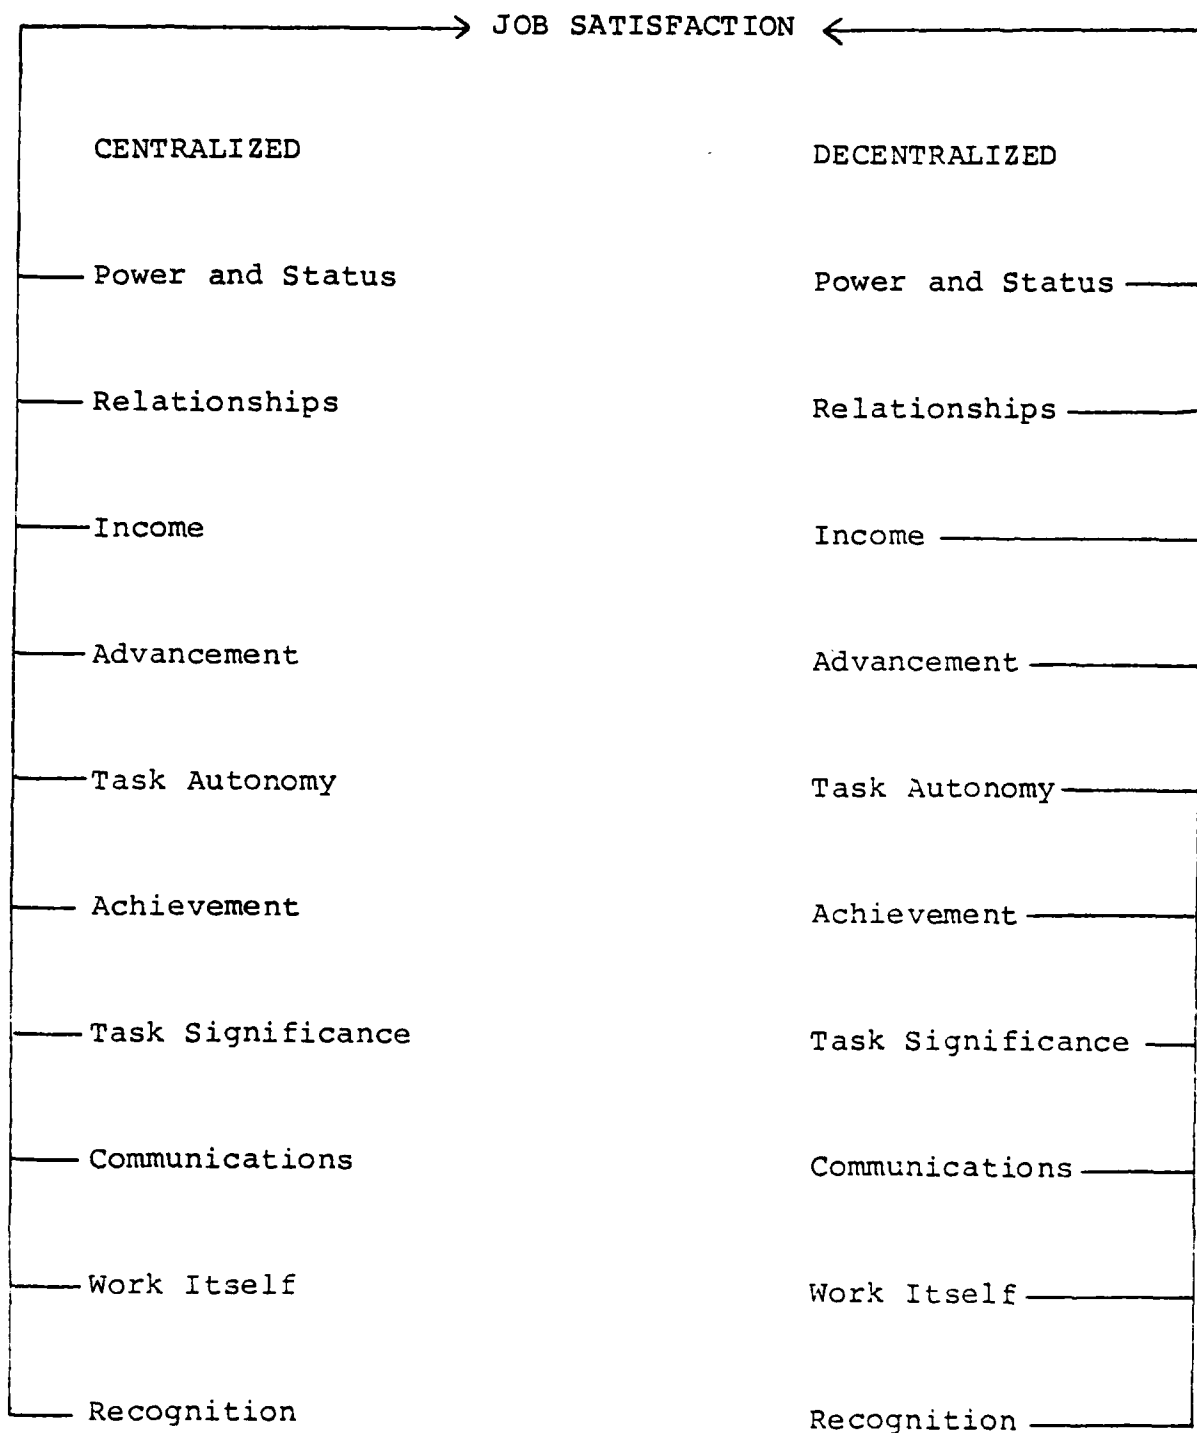 JOB SATISFACTION
CENTRALIZED
DECENTRALIZED
Power and Status
Power and Status
Relationships
Relationships
Income
Income
Advancement
Advancement
Task Autonomy
Task Autonomy
Achievement
Achievement
Task Significance
Task Significance
Communications
Communications
Work Itself
Work Itself
Recognition
Recognition